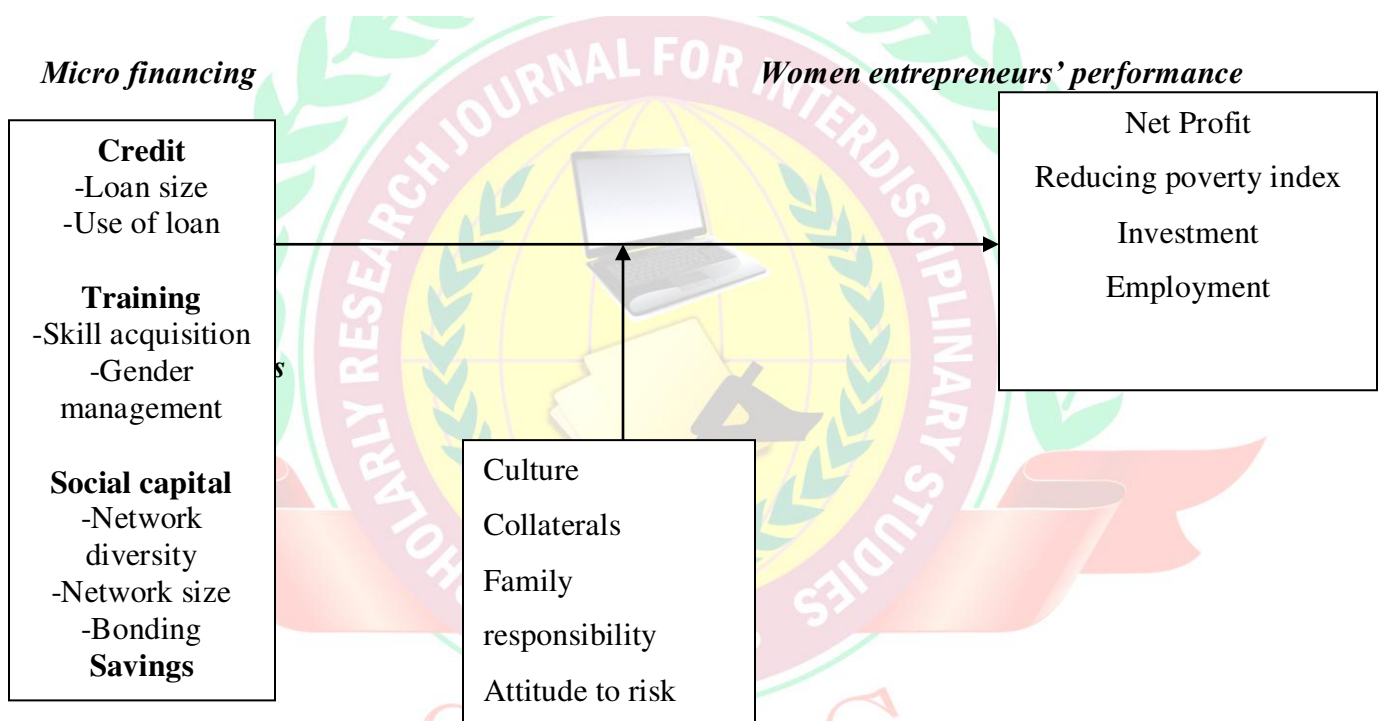 Micro financing
Women entrepreneurs’ performance
Credit
-Loan size
-Use of loan
Training
-Skill acquisition
-Gender
management
Social capital
-Network
diversity
-Network size
-Bonding
Savings
s
Net Profit
Reducing poverty index
Investment
Employment
Culture
Collaterals
Family
responsibility
Attitude to risk
SCHOLARLY RESEARCH JOURNAL FOR INTERDISCIPLINARY STUDIES